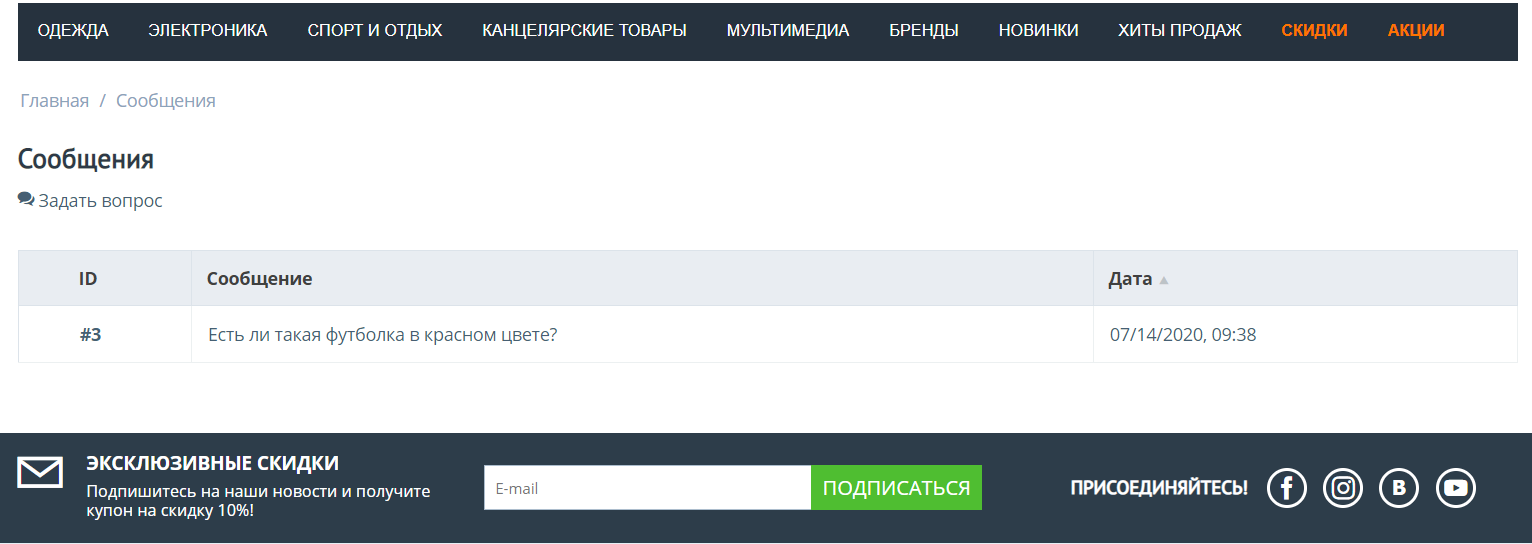 ОДЕЖДА ЭЛЕКТРОНИКА СПОРТ И ОТДЫХ КАНЦЕЛЯРСКИЕ ТОВАРЫ МУЛЬТИМЕДИА БРЕНДЫ НОВИНКИ ХИТЫ ПРОДАЖ СКИДКИ АКЦИИ
Главная / Сообщения
Сообщения
Задать вопрос
ID Сообщение Дата
#3 Есть ли такая футболка в красном цвете? 07/14/2020, 09:38
ЭКСКЛЮЗИВНЫЕ СКИДКИ
Подпишитесь на наши новости и получите
купон на скидку 10%!
E-mail ПОДПИСАТЬСЯ
ПРИСОЕДИНЯЙТЕСЬ! f B